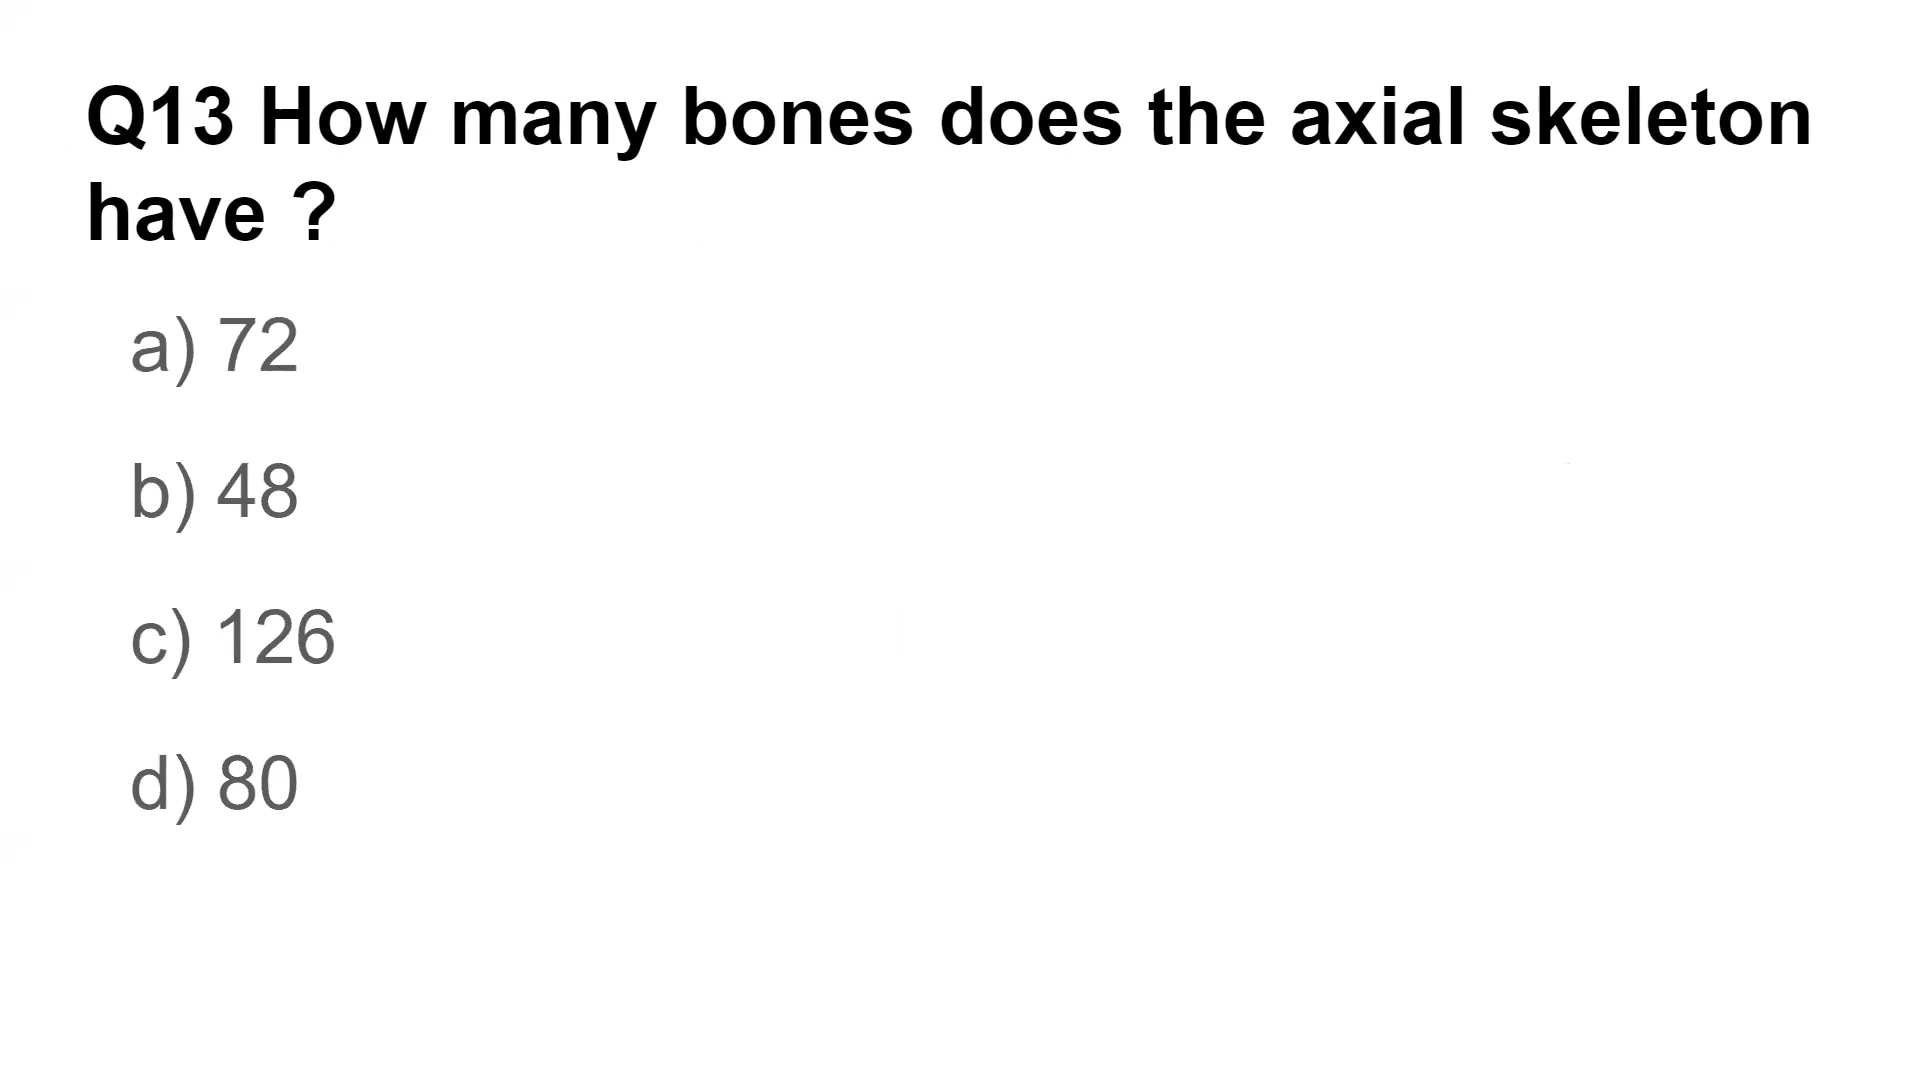 Q13 How many bones does the axial skeleton
have ?
a) 72
b) 48
c) 126
d) 80